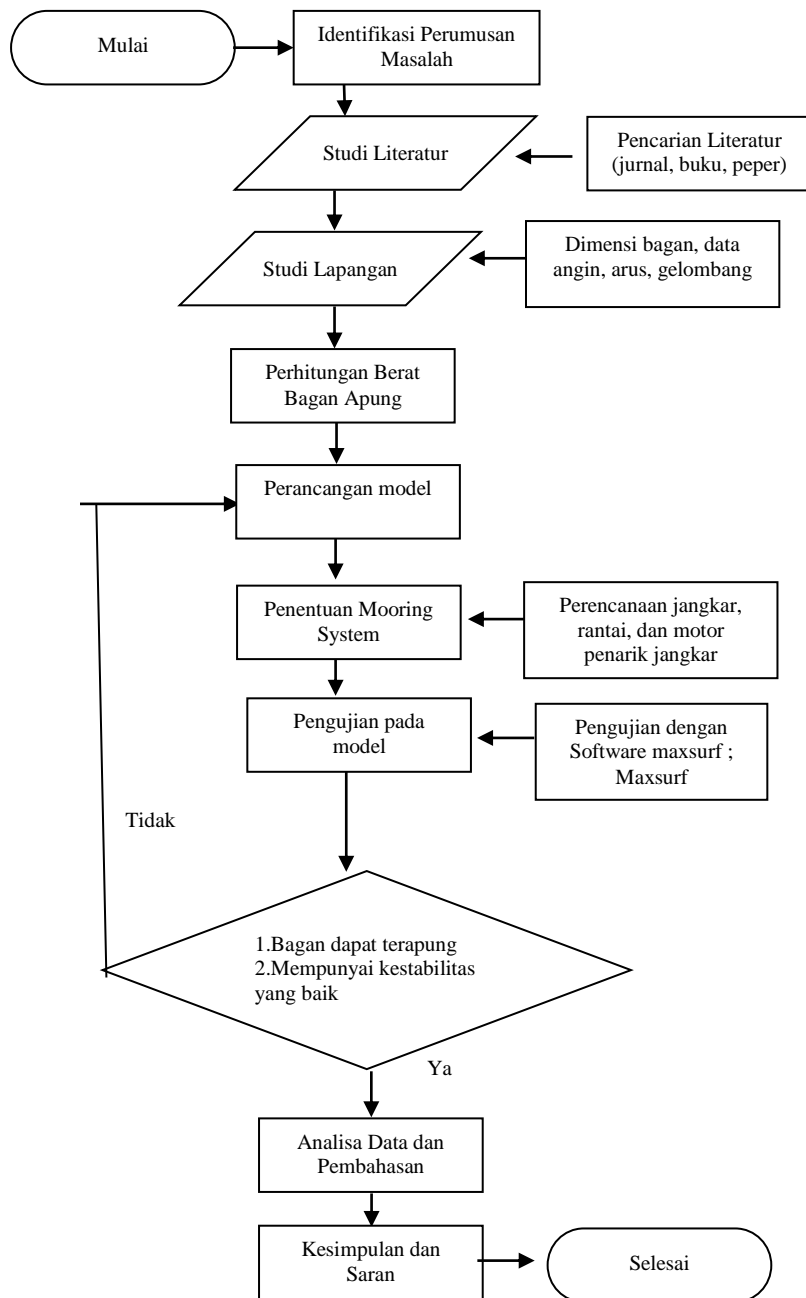 Mulai
Identifikasi Perumusan
Masalah
Studi Literatur
Pencarian Literatur
(jurnal, buku, peper)
Studi Lapangan
Dimensi bagan, data
angin, arus, gelombang
Perhitungan Berat
Bagan Apung
Perancangan model
Penentuan Mooring
System
Perencanaan jangkar,
rantai, dan motor
penarik jangkar
Pengujian pada
model
Pengujian dengan
Software maxsurf ;
Maxsurf
Tidak
1.Bagan dapat terapung
2.Mempunyai kestabilitas
yang baik
Ya
Analisa Data dan
Pembahasan
Kesimpulan dan
Saran
Selesai